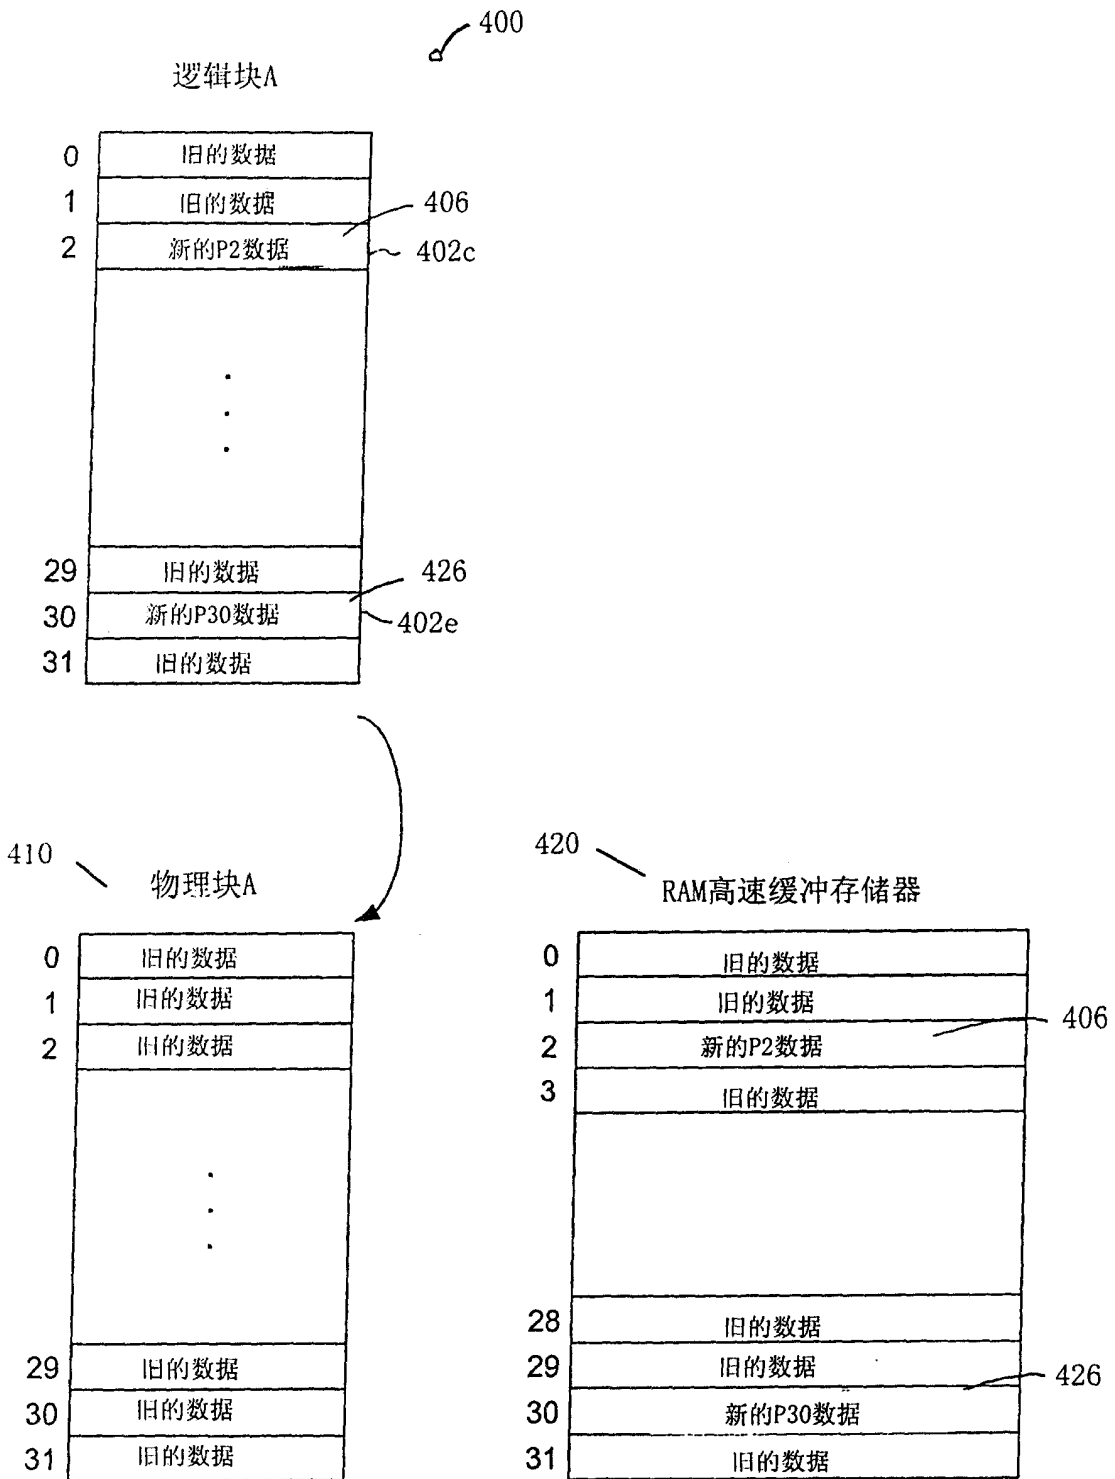 400
逻辑块A
0 旧的数据
1 旧的数据 406
2 新的P2数据 402c
29 旧的数据 426
30 新的P30数据 402e
31 旧的数据
410 物理块A
0 旧的数据
1 旧的数据
2 旧的数据
29 旧的数据
30 旧的数据
31 旧的数据
420 RAM高速缓冲存储器
0 旧的数据
1 旧的数据
2 新的P2数据 406
3 旧的数据
28 旧的数据
29 旧的数据
30 新的P30数据 426
31 旧的数据